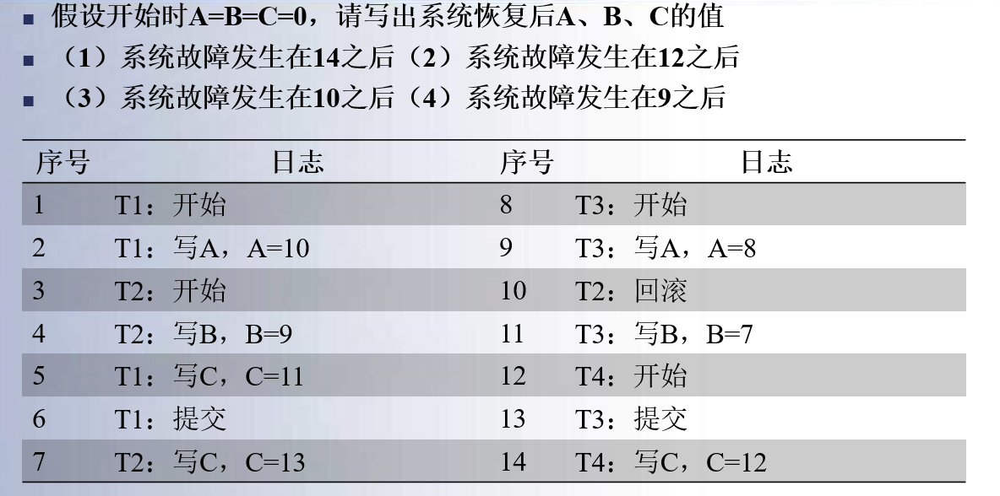 ■ 假设开始时A=B=C=0，请写出系统恢复后A、B、C的值
■ （1）系统故障发生在14之后（2）系统故障发生在12之后
■ （3）系统故障发生在10之后（4）系统故障发生在9之后
序号 日志 序号 日志
1 T1：开始 8 T3：开始
2 T1：写A，A=10 9 T3：写A，A=8
3 T2：开始 10 T2：回滚
4 T2：写B，B=9 11 T3：写B，B=7
5 T1：写C，C=11 12 T4：开始
6 T1：提交 13 T3：提交
7 T2：写C，C=13 14 T4：写C，C=12